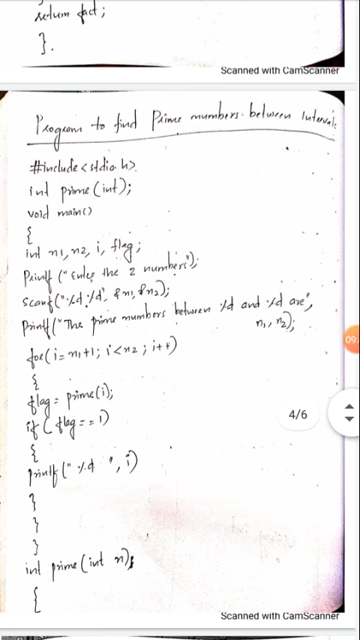 return fact;
}.
Scanned with CamScanner
Program to find Prime numbers between Intervals
#include<stdio.h>
int prime(int);
void main()
{
int n1, n2, i, flag;
Printf("Enter the 2 numbers");
Scanf("%d %d", &n1, &n2);
Printf("The prime numbers between %d and %d are",
n1, n2);
for(i=n1+1; i<n2; i++)
{
flag = prime(i);
if( flag == 1)
{
printf(" %d ", i)
}
}
}
int prime(int n);
{
Scanned with CamScanner
4/6
09: